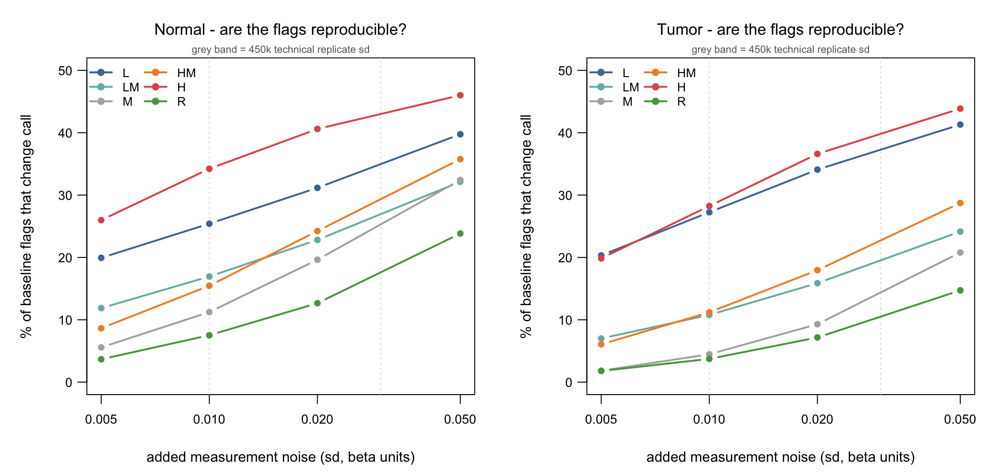 Normal - are the flags reproducible?
grey band = 450k technical replicate sd
L
HM
LM
H
M
R
50
40
30
20
10
0
% of baseline flags that change call
0.005
0.010
0.020
0.050
added measurement noise (sd, beta units)
Tumor - are the flags reproducible?
grey band = 450k technical replicate sd
L
HM
LM
H
M
R
50
40
30
20
10
0
% of baseline flags that change call
0.005
0.010
0.020
0.050
added measurement noise (sd, beta units)